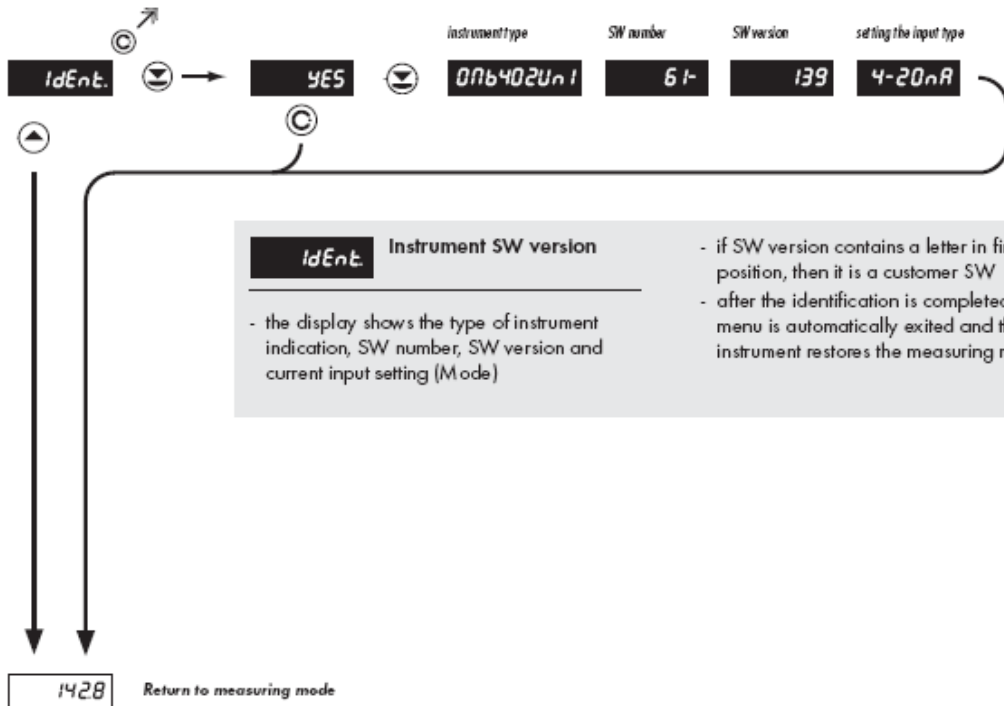 ©
instrument type SW number SW version setting the input type
IdEnt. YES OMb402UnI 61- 139 4-20mA
©
IdEnt. Instrument SW version
- the display shows the type of instrument
indication, SW number, SW version and
current input setting (Mode)
- if SW version contains a letter in
position, then it is a customer SW
- after the identification is completed
menu is automatically exited and
instrument restores the measuring
142.8 Return to measuring mode